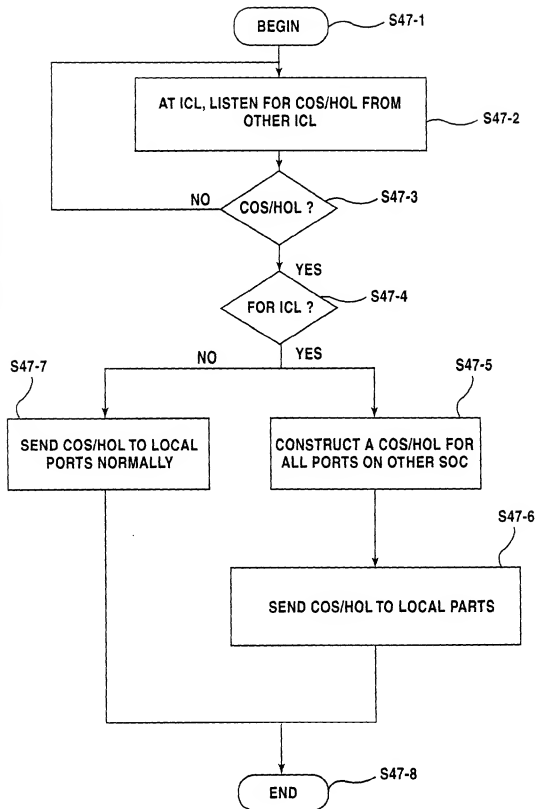 BEGIN
S47-1
AT ICL, LISTEN FOR COS/HOL FROM
OTHER ICL
S47-2
NO
COS/HOL ?
S47-3
YES
FOR ICL ?
S47-4
NO
YES
S47-7
S47-5
SEND COS/HOL TO LOCAL
PORTS NORMALLY
CONSTRUCT A COS/HOL FOR
ALL PORTS ON OTHER SOC
S47-6
SEND COS/HOL TO LOCAL PARTS
END
S47-8